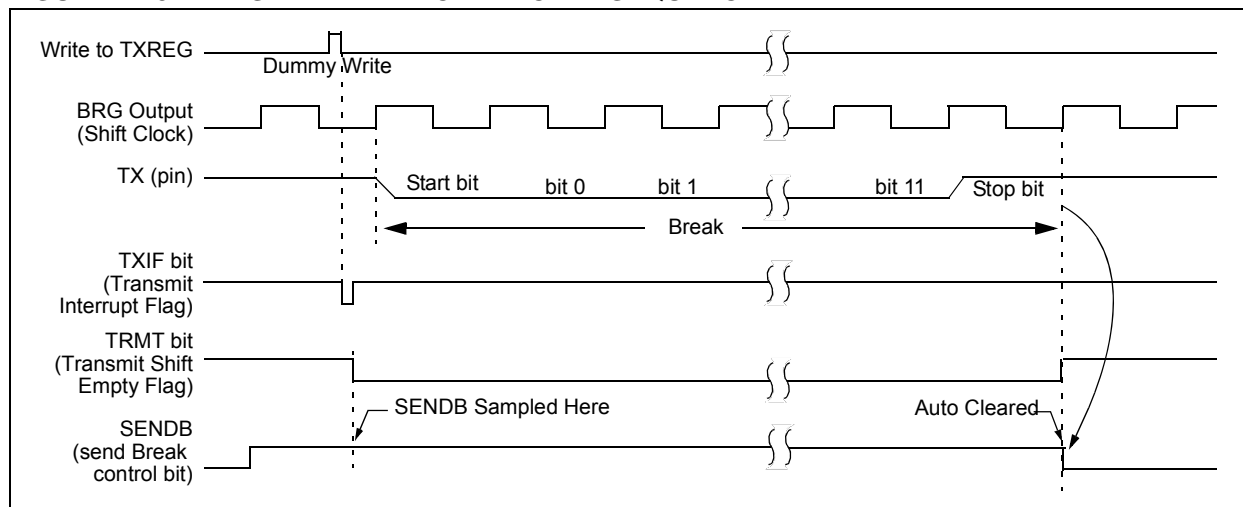 Write to TXREG
Dummy Write
BRG Output
(Shift Clock)
TX (pin)
Start bit
bit 0
bit 1
bit 11
Stop bit
Break
TXIF bit
(Transmit
Interrupt Flag)
TRMT bit
(Transmit Shift
Empty Flag)
SENDB Sampled Here
Auto Cleared
SENDB
(send Break
control bit)